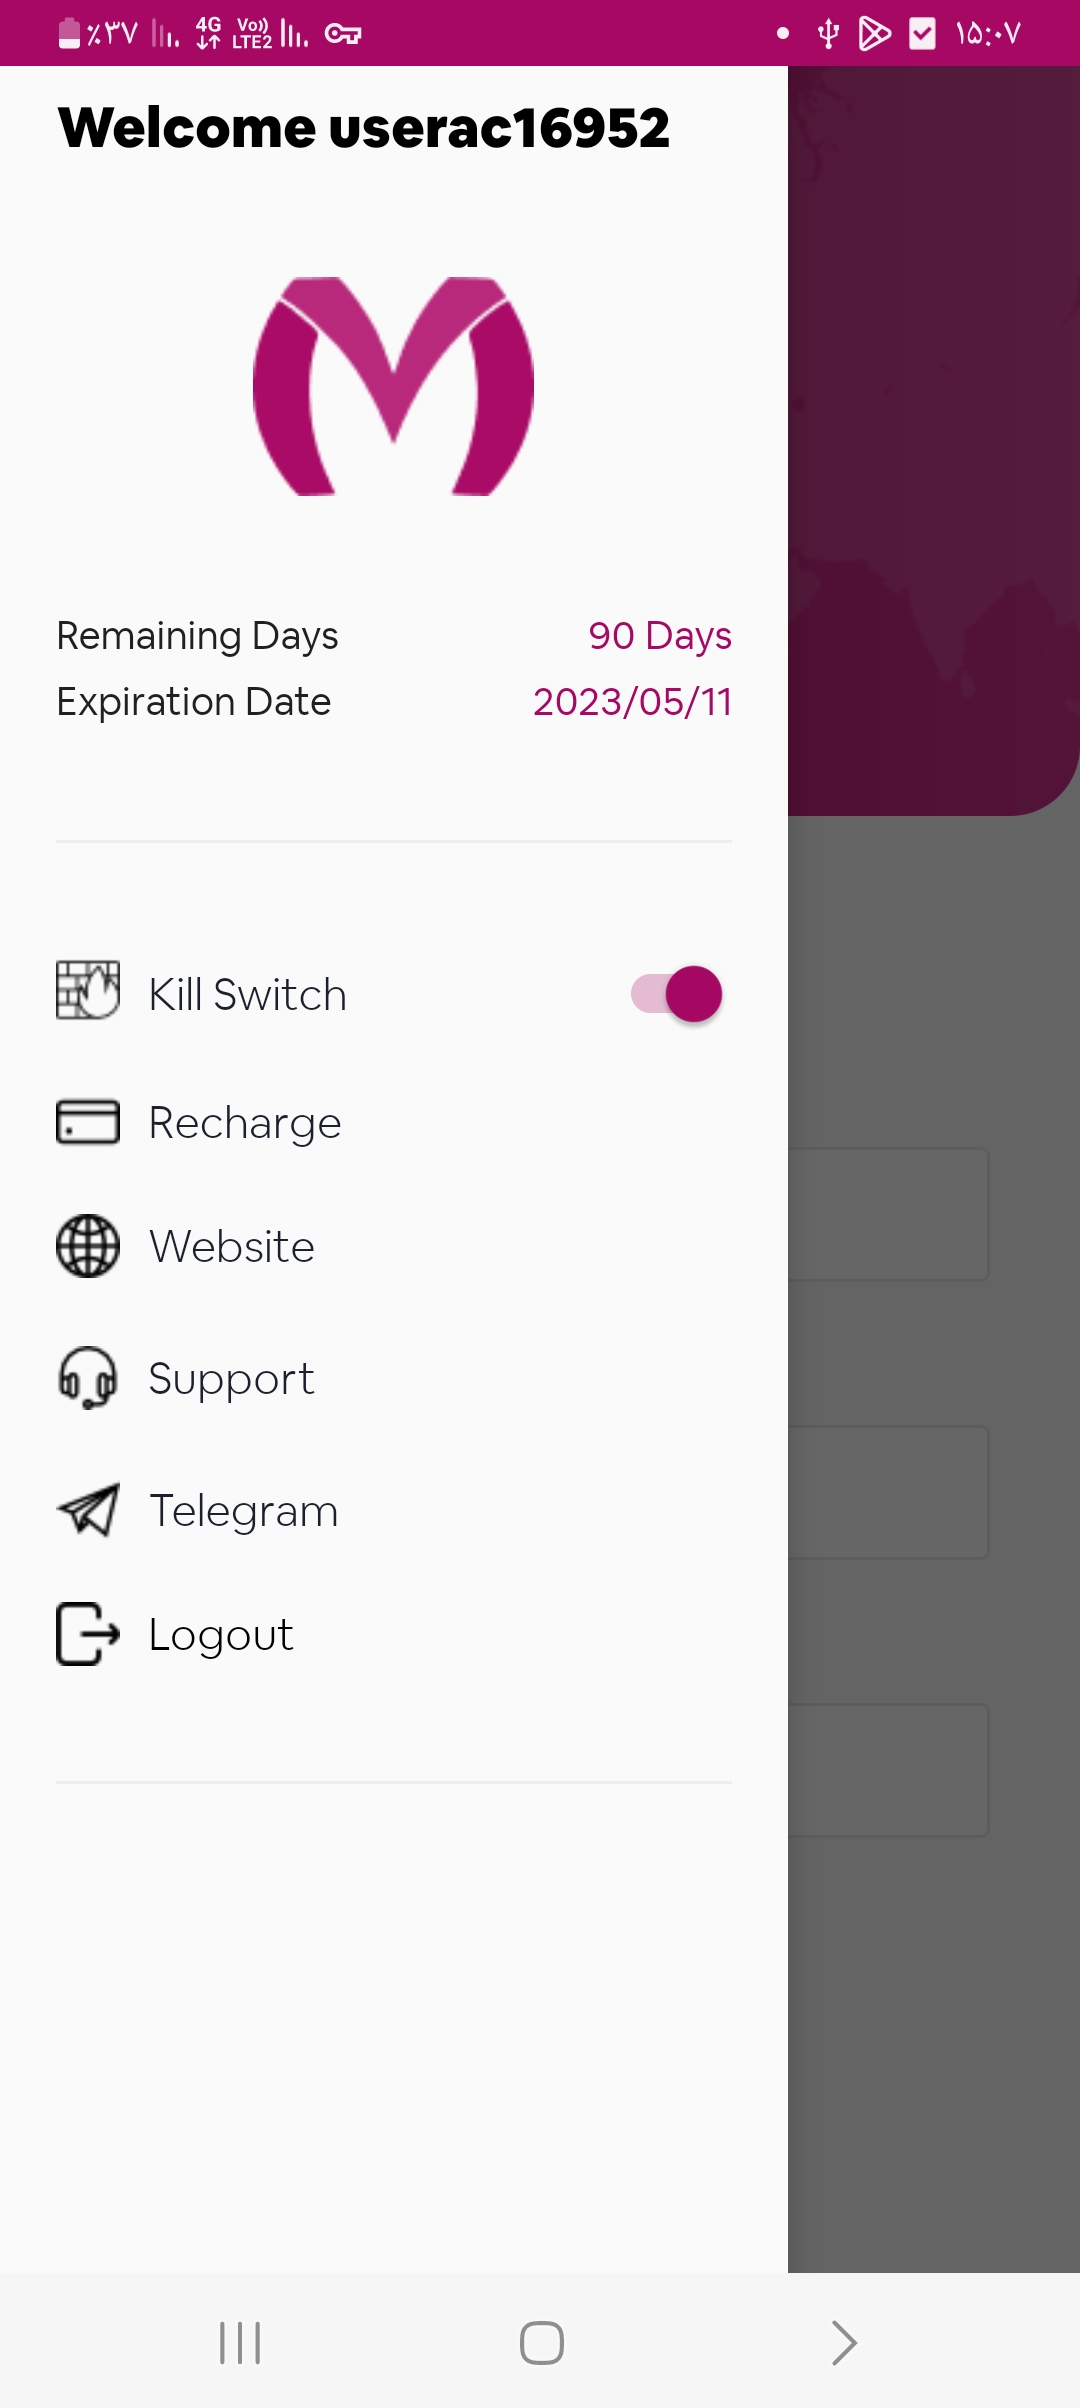 ٪۳۷ 4G Vo)) LTE2 ۱۵:۰۷
Welcome userac16952
Remaining Days 90 Days
Expiration Date 2023/05/11
Kill Switch
Recharge
Website
Support
Telegram
Logout